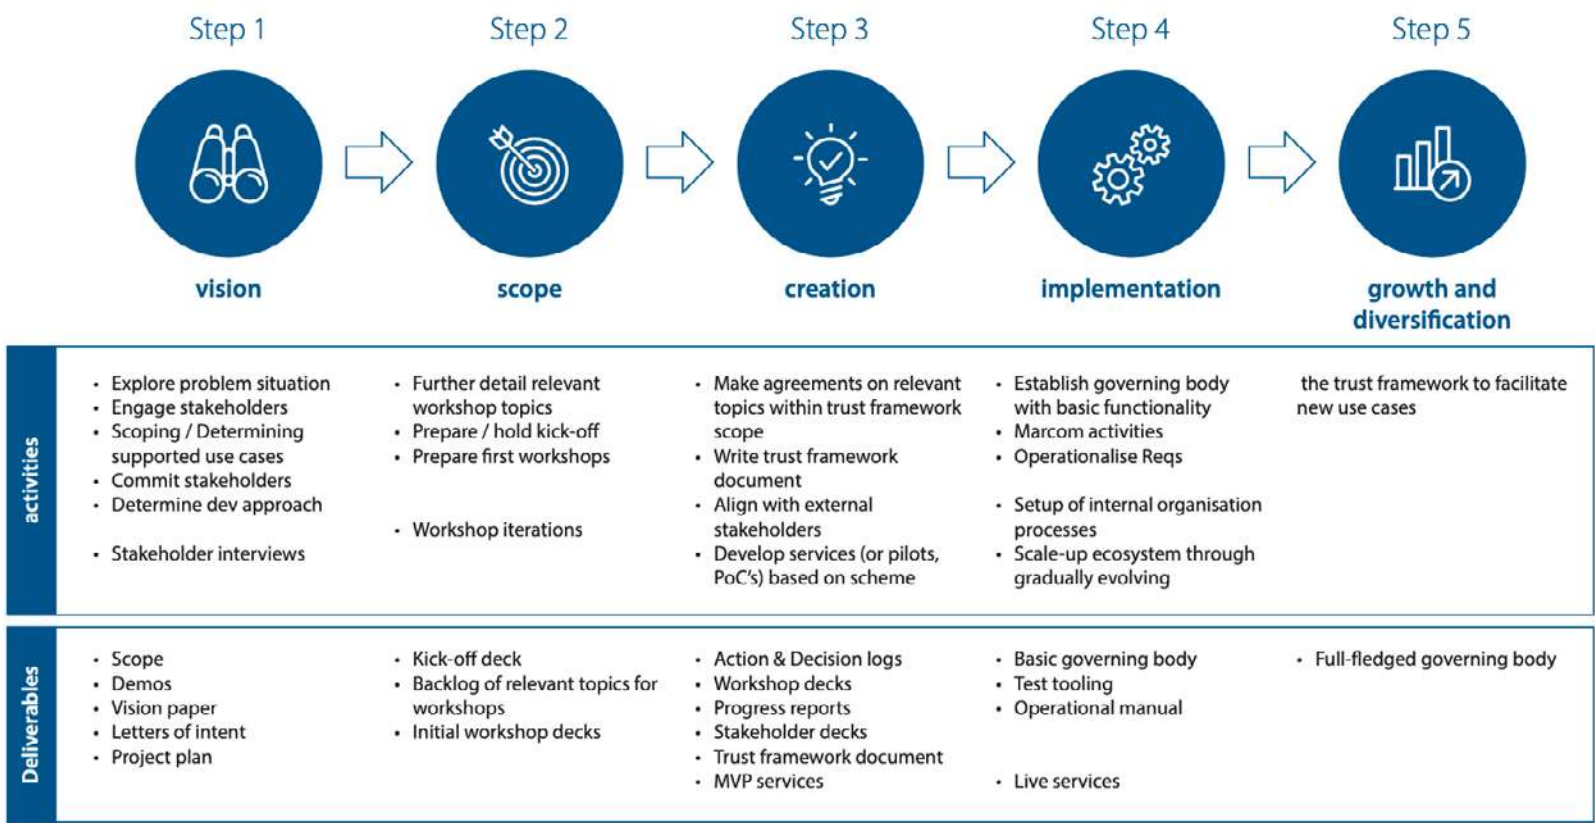 Step 1
Step 2
Step 3
Step 4
Step 5
vision
scope
creation
implementation
growth and
diversification
activities
• Explore problem situation
• Engage stakeholders
• Scoping / Determining
supported use cases
• Commit stakeholders
• Determine dev approach
• Stakeholder interviews
• Further detail relevant
workshop topics
• Prepare / hold kick-off
• Prepare first workshops
• Workshop iterations
• Make agreements on relevant
topics within trust framework
scope
• Write trust framework
document
• Align with external
stakeholders
• Develop services (or pilots,
PoC's) based on scheme
• Establish governing body
with basic functionality
• Marcom activities
• Operationalise Reqs
• Setup of internal organisation
processes
• Scale-up ecosystem through
gradually evolving
the trust framework to facilitate
new use cases
Deliverables
• Scope
• Demos
• Vision paper
• Letters of intent
• Project plan
• Kick-off deck
• Backlog of relevant topics for
workshops
• Initial workshop decks
• Action & Decision logs
• Workshop decks
• Progress reports
• Stakeholder decks
• Trust framework document
• MVP services
• Basic governing body
• Test tooling
• Operational manual
• Live services
• Full-fledged governing body